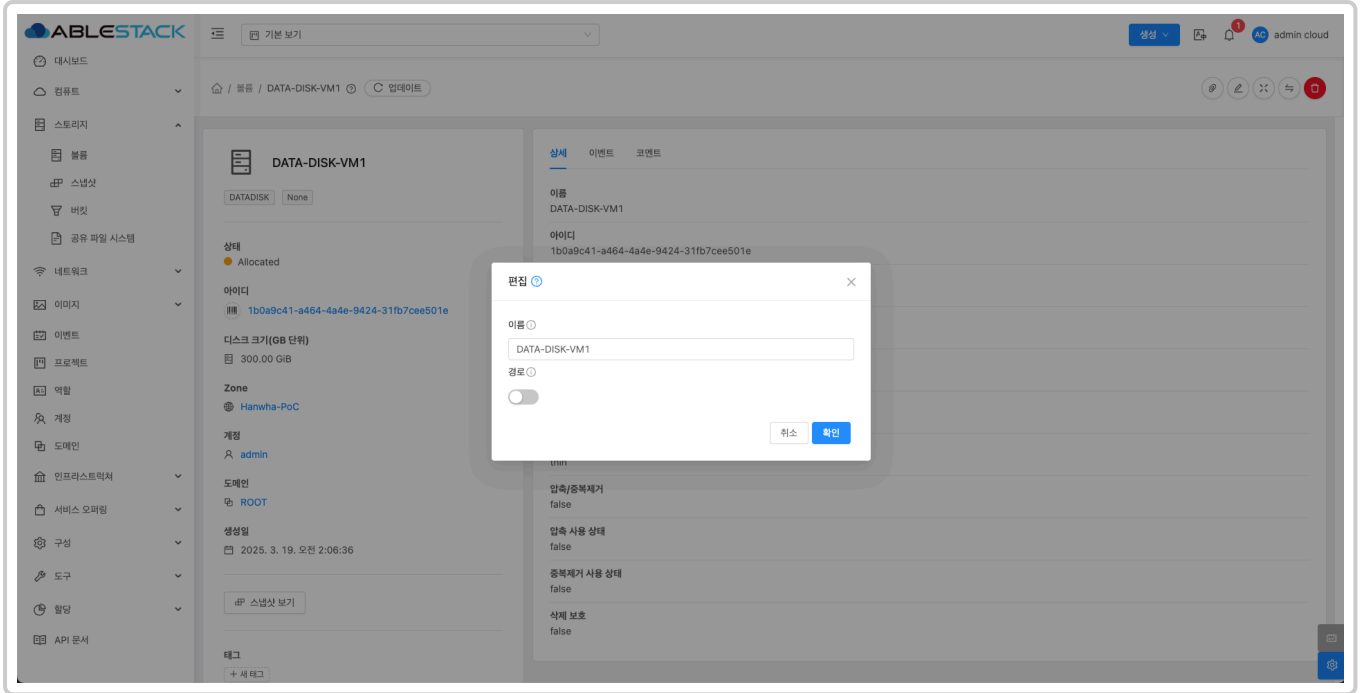 ABLESTACK
기본 보기
생성
1
AC
admin cloud
대시보드
컴퓨트
스토리지
볼륨
스냅샷
버킷
공유 파일 시스템
네트워크
이미지
이벤트
프로젝트
역할
계정
도메인
인프라스트럭쳐
서비스 오퍼링
구성
도구
할당
API 문서
/ 볼륨 / DATA-DISK-VM1
업데이트
DATA-DISK-VM1
DATADISK
None
상태
Allocated
아이디
1b0a9c41-a464-4a4e-9424-31fb7cee501e
디스크 크기(GB 단위)
300.00 GiB
Zone
Hanwha-PoC
계정
admin
도메인
ROOT
생성일
2025. 3. 19. 오전 2:06:36
스냅샷 보기
태그
+ 새 태그
상세
이벤트
코멘트
이름
DATA-DISK-VM1
아이디
1b0a9c41-a464-4a4e-9424-31fb7cee501e
편집
이름
DATA-DISK-VM1
경로
취소
확인
thin
압축/중복제거
false
압축 사용 상태
false
중복제거 사용 상태
false
삭제 보호
false